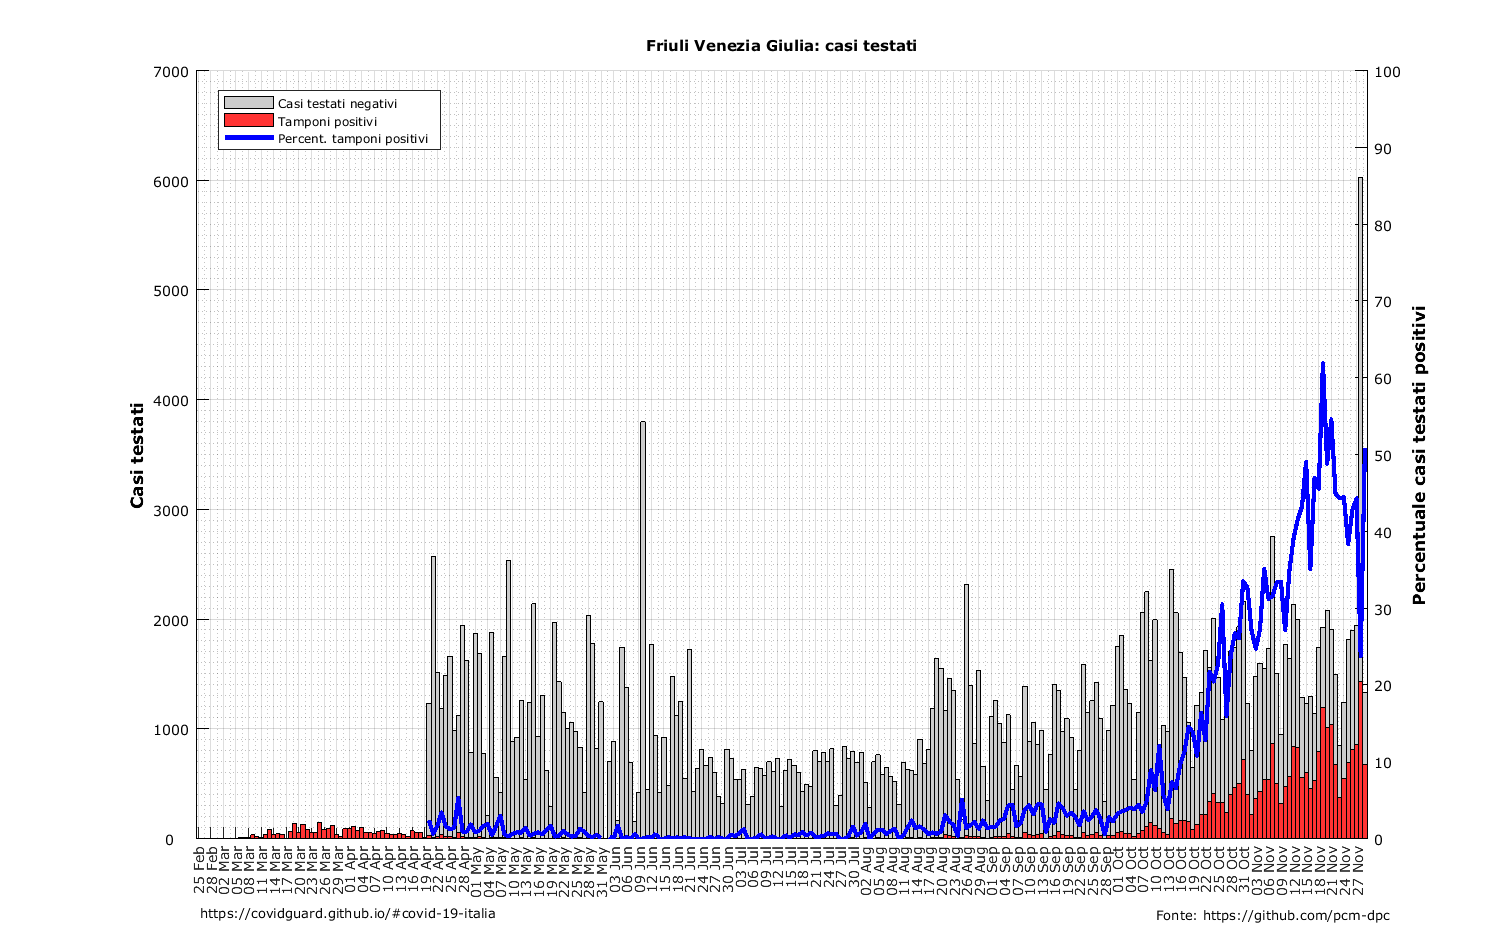 Friuli Venezia Giulia: casi testati
Casi testati negativi
Tamponi positivi
Percent. tamponi positivi
Casi testati
7000
6000
5000
4000
3000
2000
1000
0
Percentuale casi testati positivi
100
90
80
70
60
50
40
30
20
10
0
25 Feb
28 Feb
02 Mar
05 Mar
08 Mar
11 Mar
14 Mar
17 Mar
20 Mar
23 Mar
26 Mar
29 Mar
01 Apr
04 Apr
07 Apr
10 Apr
13 Apr
16 Apr
19 Apr
22 Apr
25 Apr
28 Apr
01 May
04 May
07 May
10 May
13 May
16 May
19 May
22 May
25 May
28 May
31 May
03 Jun
06 Jun
09 Jun
12 Jun
15 Jun
18 Jun
21 Jun
24 Jun
27 Jun
30 Jun
03 Jul
06 Jul
09 Jul
12 Jul
15 Jul
18 Jul
21 Jul
24 Jul
27 Jul
30 Jul
02 Aug
05 Aug
08 Aug
11 Aug
14 Aug
17 Aug
20 Aug
23 Aug
26 Aug
29 Aug
01 Sep
04 Sep
07 Sep
10 Sep
13 Sep
16 Sep
19 Sep
22 Sep
25 Sep
28 Sep
01 Oct
04 Oct
07 Oct
10 Oct
13 Oct
16 Oct
19 Oct
22 Oct
25 Oct
28 Oct
31 Oct
03 Nov
06 Nov
09 Nov
12 Nov
15 Nov
18 Nov
21 Nov
24 Nov
27 Nov
https://covidguard.github.io/#covid-19-italia
Fonte: https://github.com/pcm-dpc